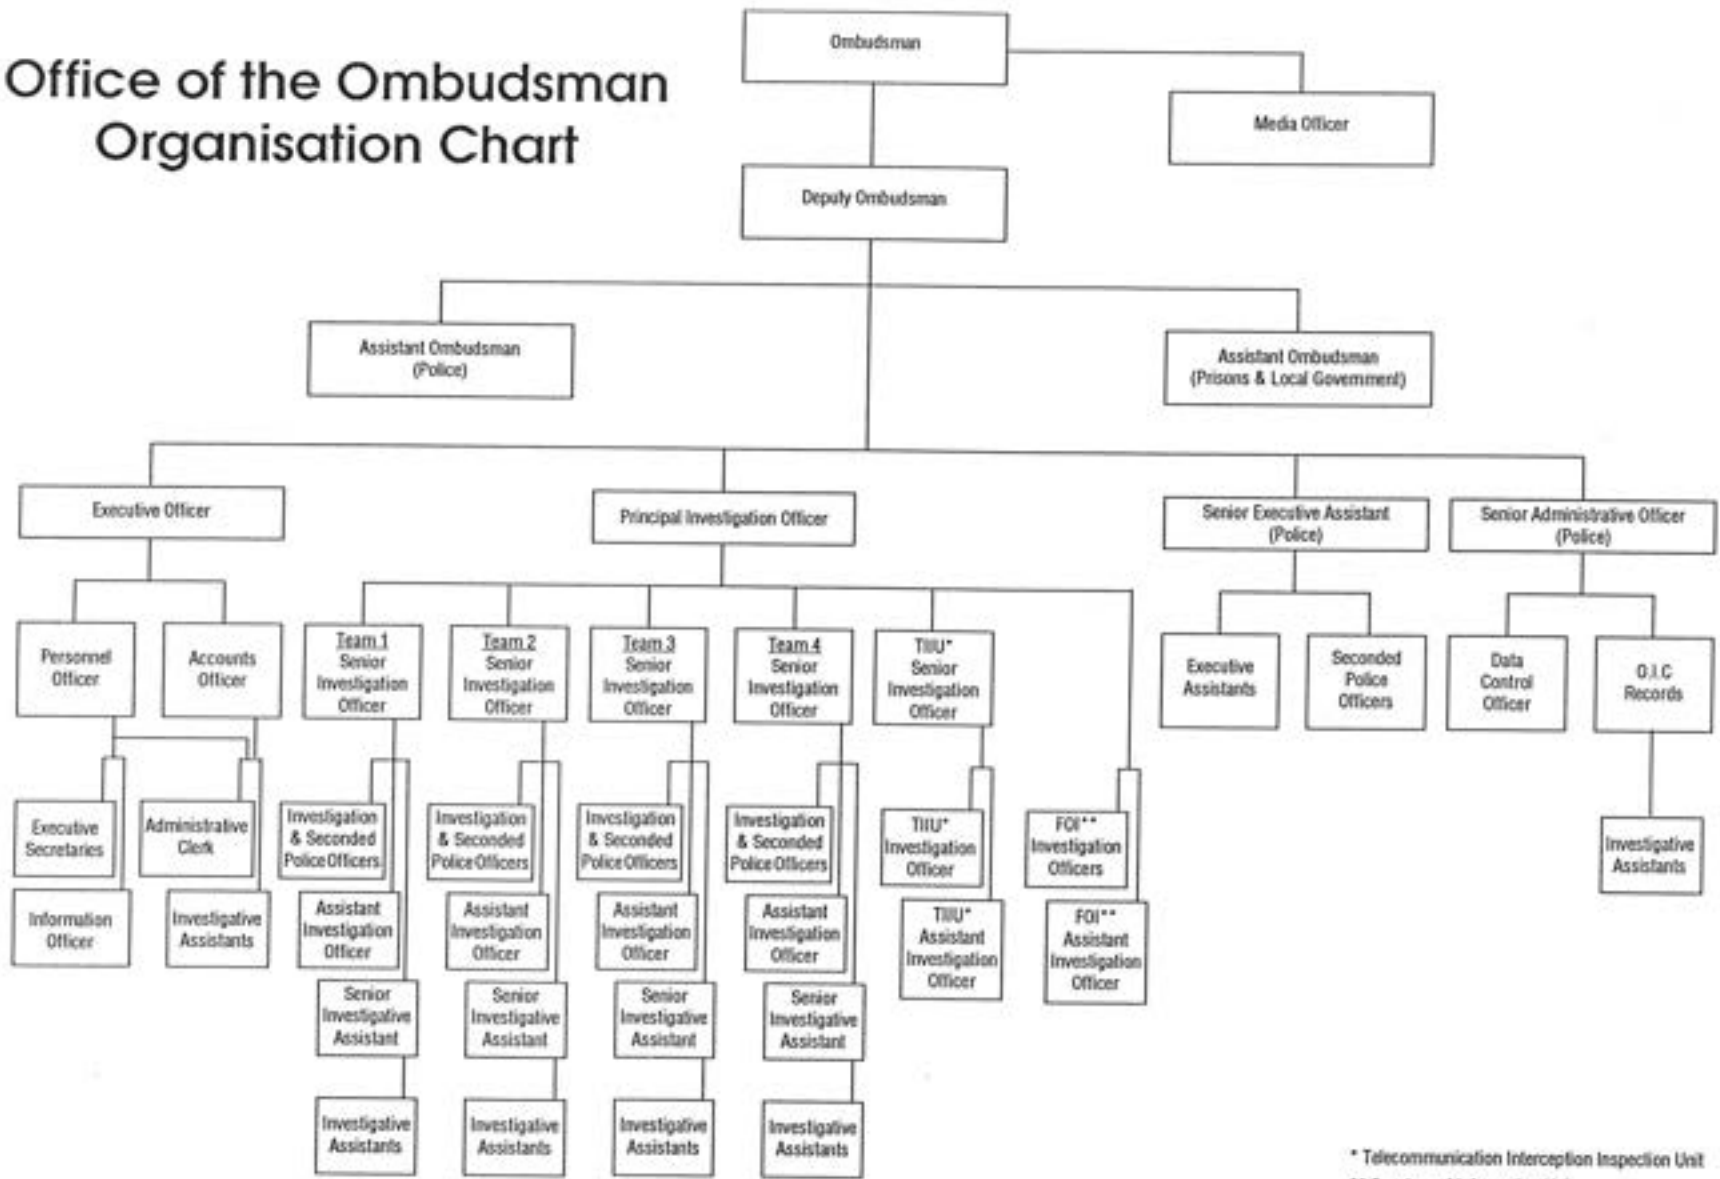 Office of the Ombudsman
Organisation Chart
Ombudsman
Media Officer
Deputy Ombudsman
Assistant Ombudsman
(Police)
Assistant Ombudsman
(Prisons & Local Government)
Executive Officer
Principal Investigation Officer
Senior Executive Assistant
(Police)
Senior Administrative Officer
(Police)
Personnel
Officer
Accounts
Officer
Team 1
Senior
Investigation
Officer
Team 2
Senior
Investigation
Officer
Team 3
Senior
Investigation
Officer
Team 4
Senior
Investigation
Officer
TIIU*
Senior
Investigation
Officer
Executive
Assistants
Seconded
Police
Officers
Data
Control
Officer
O.I.C
Records
Executive
Secretaries
Administrative
Clerk
Investigation
& Seconded
Police Officers
Investigation
& Seconded
Police Officers
Investigation
& Seconded
Police Officers
Investigation
& Seconded
Police Officers
TIIU*
Investigation
Officer
FOI**
Investigation
Officers
Investigative
Assistants
Information
Officer
Investigative
Assistants
Assistant
Investigation
Officer
Assistant
Investigation
Officer
Assistant
Investigation
Officer
Assistant
Investigation
Officer
TIIU*
Assistant
Investigation
Officer
FOI**
Assistant
Investigation
Officer
Senior
Investigative
Assistant
Senior
Investigative
Assistant
Senior
Investigative
Assistant
Senior
Investigative
Assistant
Investigative
Assistants
Investigative
Assistants
Investigative
Assistants
Investigative
Assistants
* Telecommunication Interception Inspection Unit